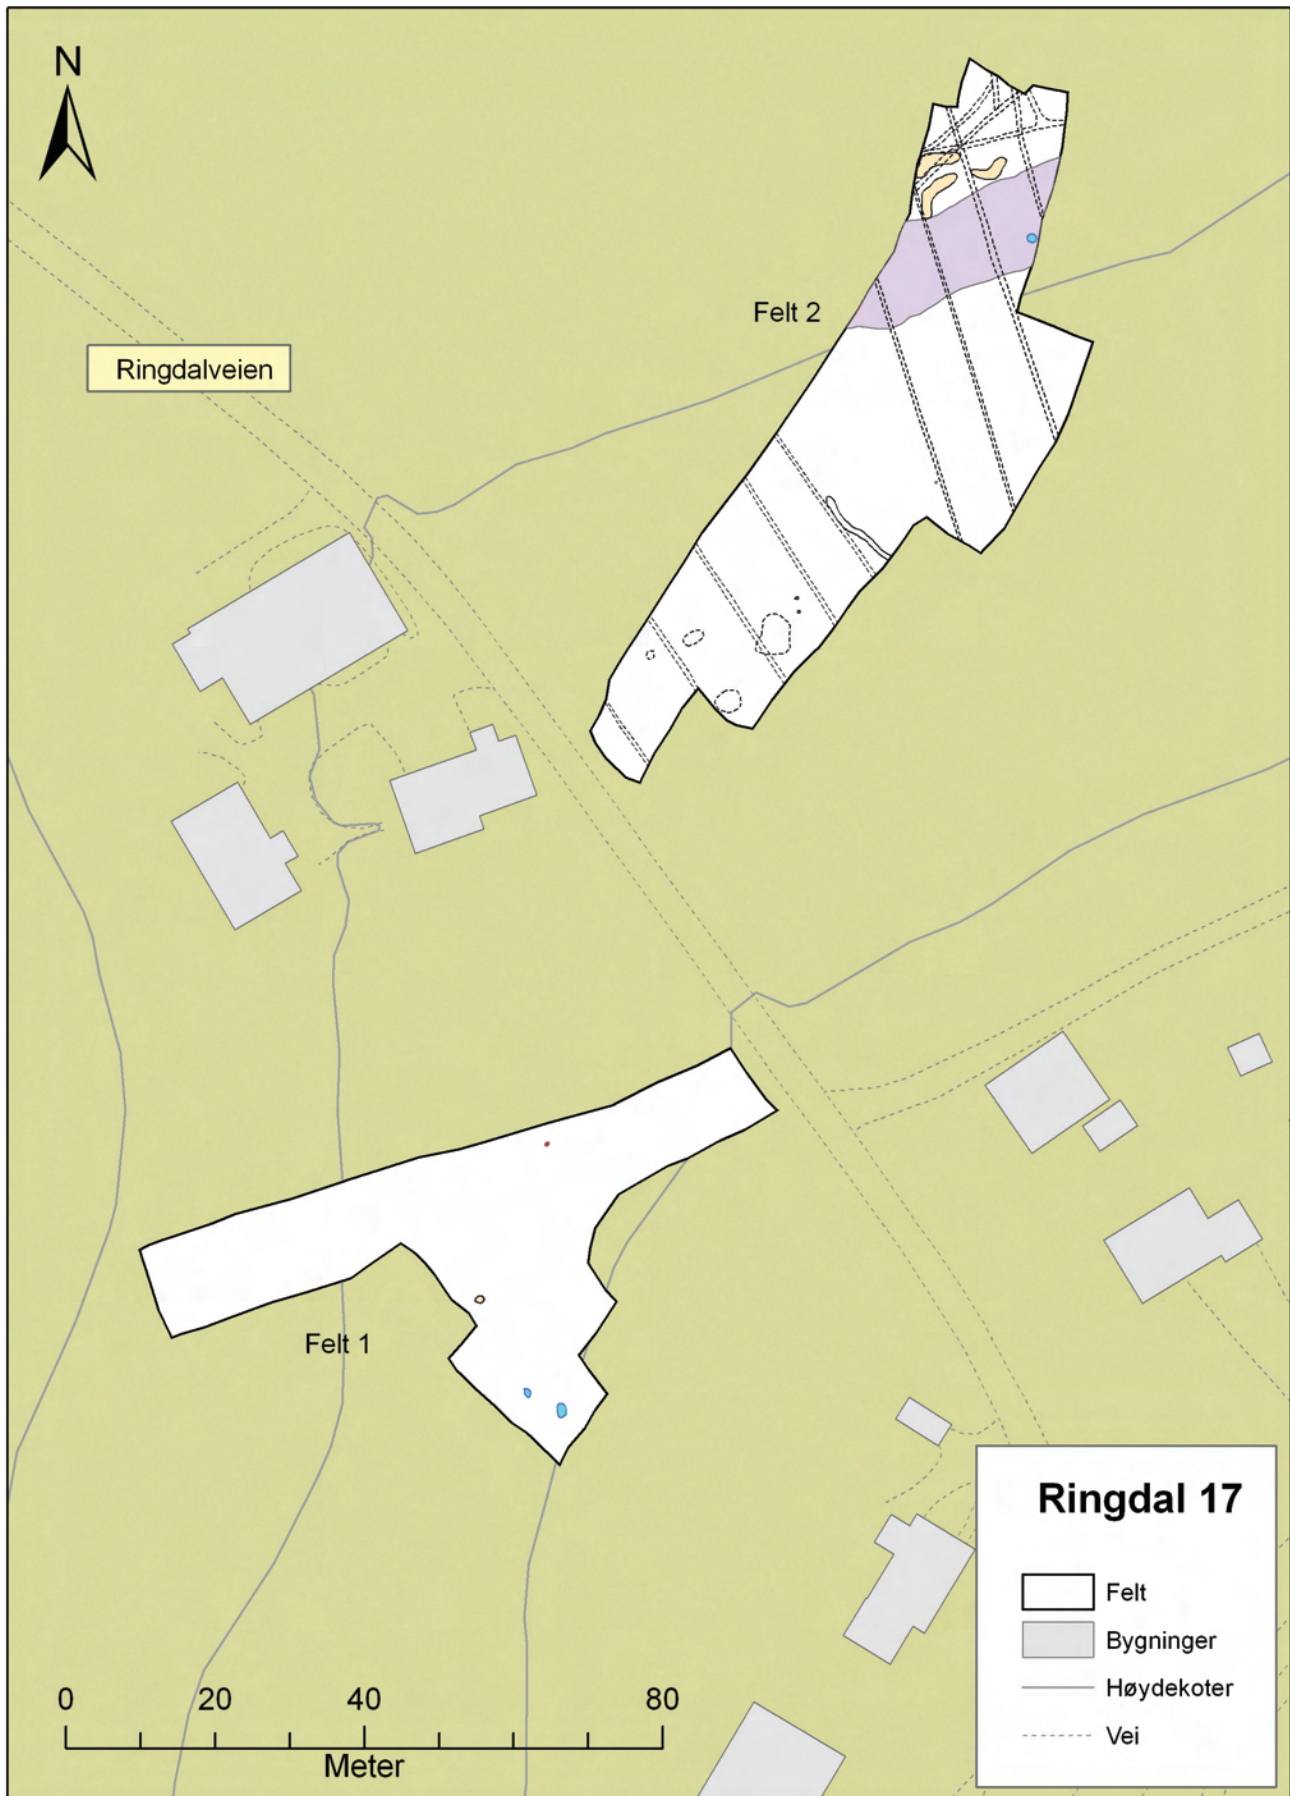 N
Felt 2
Ringdalveien
Felt 1
Ringdal 17
Felt
Bygninger
Høydekoter
Vei
0 20 40 80
Meter